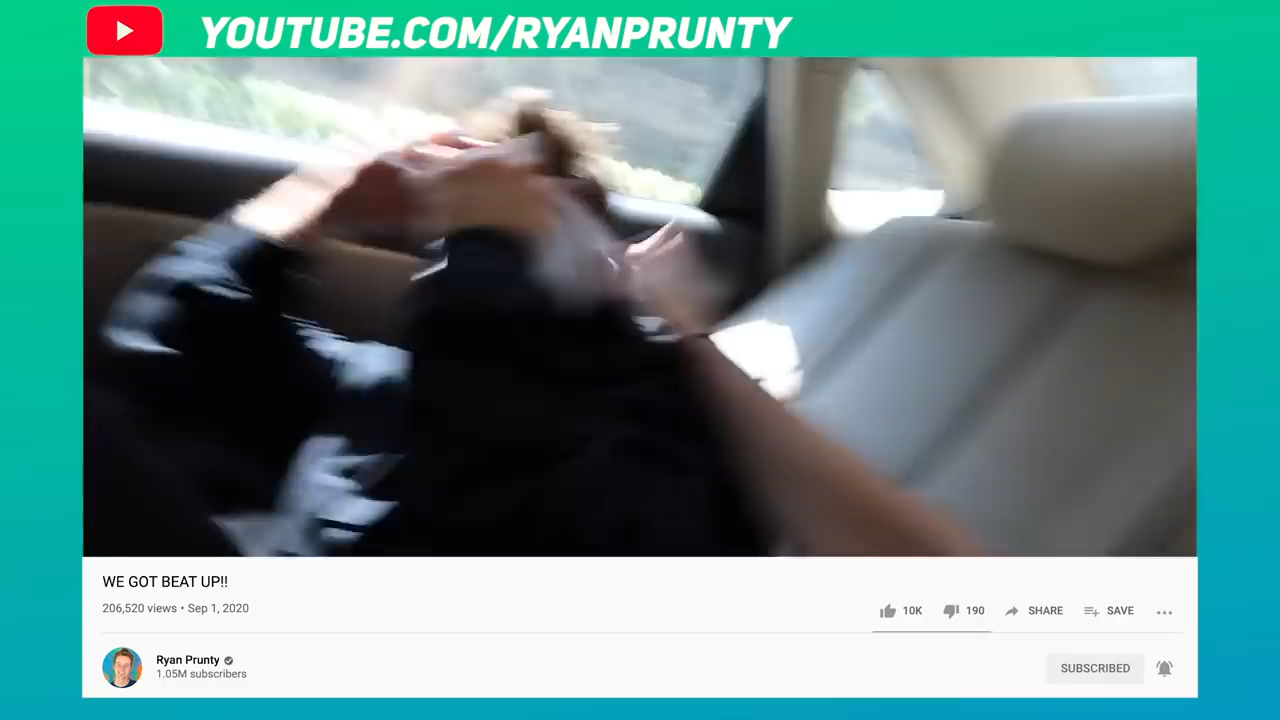 YOUTUBE.COM/RYANPRUNTY
WE GOT BEAT UP!!
206,520 views • Sep 1, 2020
10K 190 SHARE SAVE
Ryan Prunty
1.05M subscribers
SUBSCRIBED